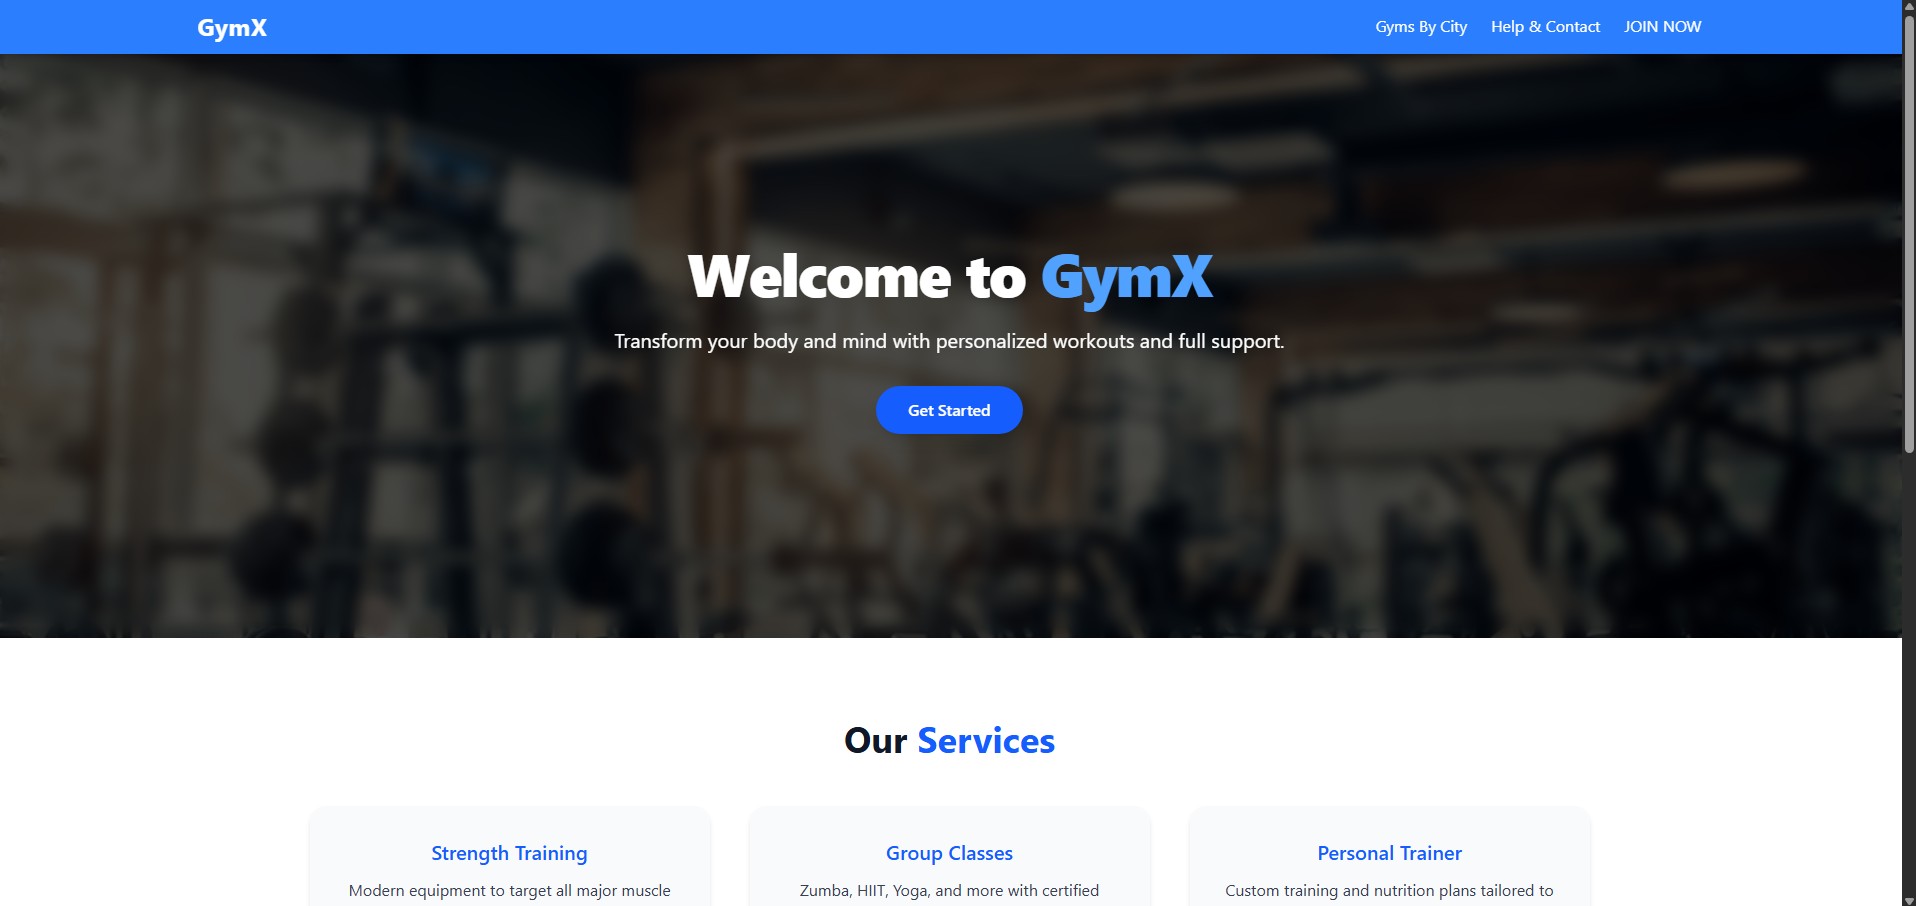 GymX
Gyms By City
Help & Contact
JOIN NOW
Welcome to GymX
Transform your body and mind with personalized workouts and full support.
Get Started
Our Services
Strength Training
Modern equipment to target all major muscle
Group Classes
Zumba, HIIT, Yoga, and more with certified
Personal Trainer
Custom training and nutrition plans tailored to